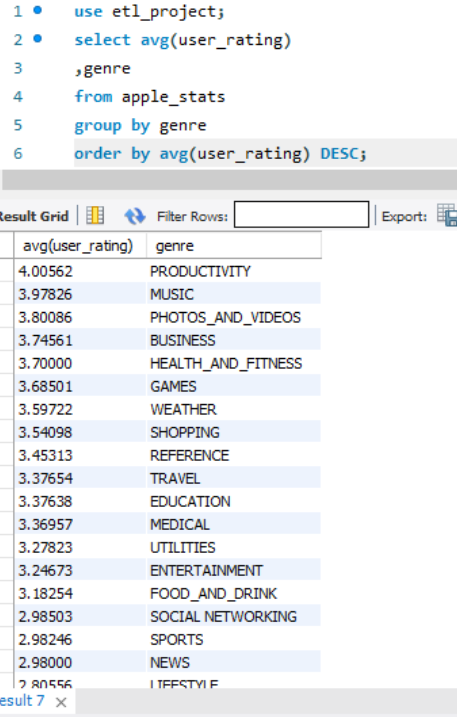 1 use etl_project;
2 select avg(user_rating)
3 ,genre
4 from apple_stats
5 group by genre
6 order by avg(user_rating) DESC;
Result Grid Filter Rows: Export:
avg(user_rating) genre
4.00562 PRODUCTIVITY
3.97826 MUSIC
3.80086 PHOTOS_AND_VIDEOS
3.74561 BUSINESS
3.70000 HEALTH_AND_FITNESS
3.68501 GAMES
3.59722 WEATHER
3.54098 SHOPPING
3.45313 REFERENCE
3.37654 TRAVEL
3.37638 EDUCATION
3.36957 MEDICAL
3.27823 UTILITIES
3.24673 ENTERTAINMENT
3.18254 FOOD_AND_DRINK
2.98503 SOCIAL NETWORKING
2.98246 SPORTS
2.98000 NEWS
2.80556 LIFESTYLE
esult 7